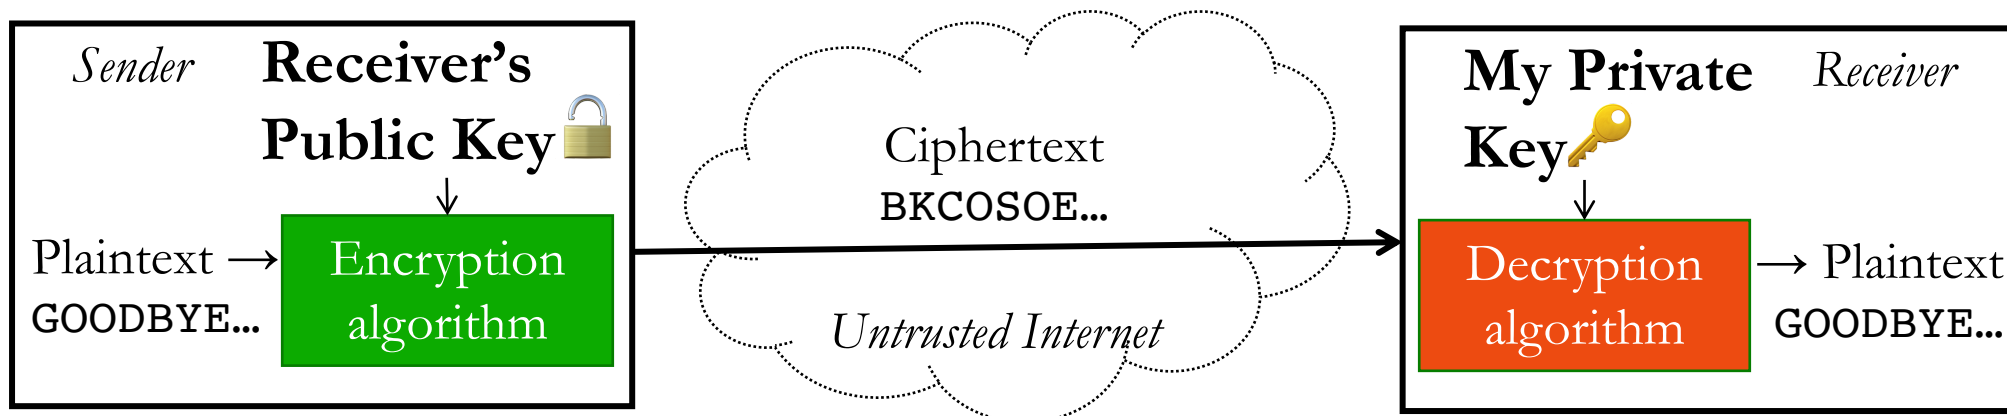 Sender
Receiver's
Public Key
Plaintext →
GOODBYE…
Encryption
algorithm
Ciphertext
BKCOSOE…
Untrusted Internet
My Private
Key
Receiver
Decryption
algorithm
→ Plaintext
GOODBYE…